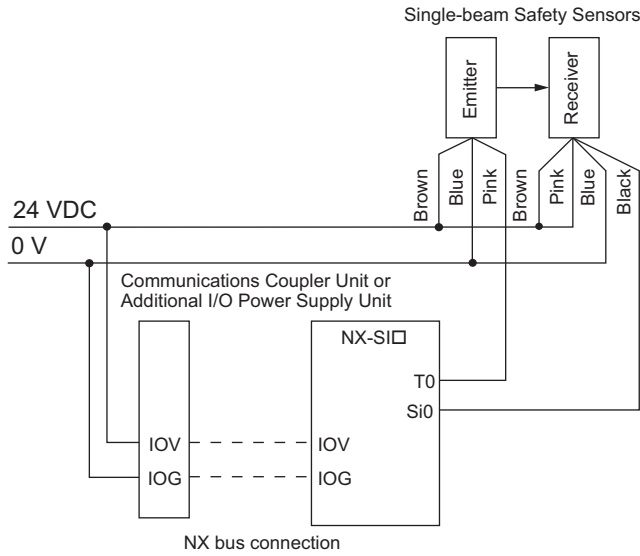 Single-beam Safety Sensors
Emitter
Receiver
Brown
Blue
Pink
Brown
Pink
Blue
Black
24 VDC
0 V
Communications Coupler Unit or
Additional I/O Power Supply Unit
NX-SI□
T0
Si0
IOV
IOV
IOG
IOG
NX bus connection